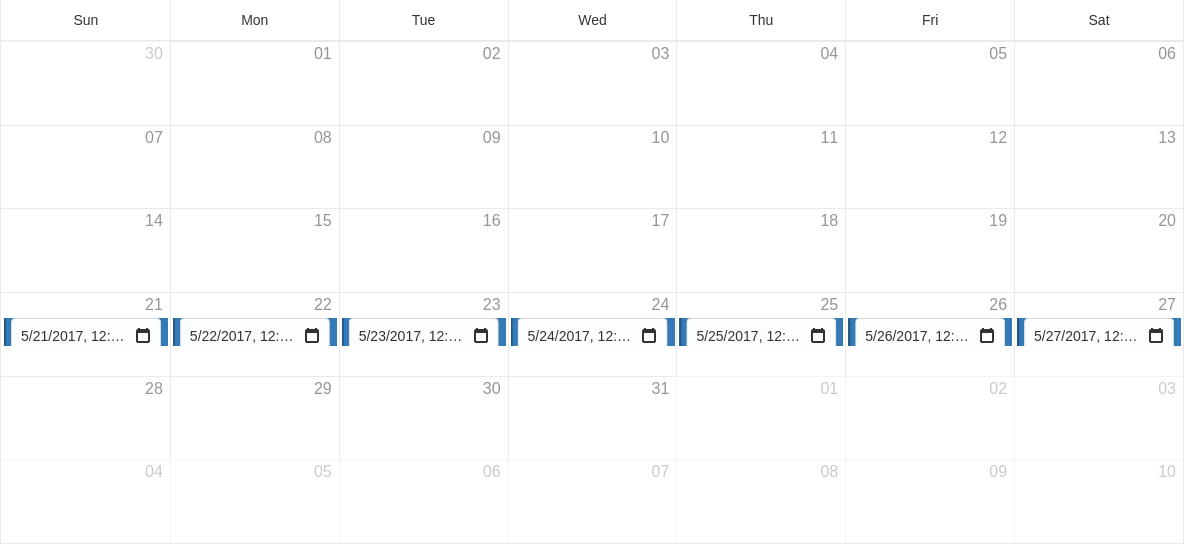 Sun Mon Tue Wed Thu Fri Sat
30 01 02 03 04 05 06
07 08 09 10 11 12 13
14 15 16 17 18 19 20
21 22 23 24 25 26 27
5/21/2017, 12:... 5/22/2017, 12:... 5/23/2017, 12:... 5/24/2017, 12:... 5/25/2017, 12:... 5/26/2017, 12:... 5/27/2017, 12:...
28 29 30 31 01 02 03
04 05 06 07 08 09 10